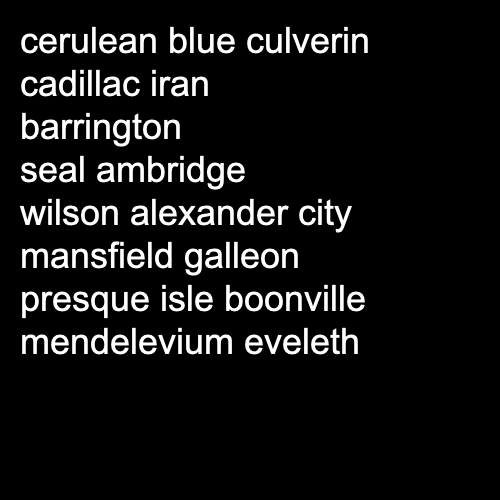 cerulean blue culverin
cadillac iran
barrington
seal ambridge
wilson alexander city
mansfield galleon
presque isle boonville
mendelevium eveleth